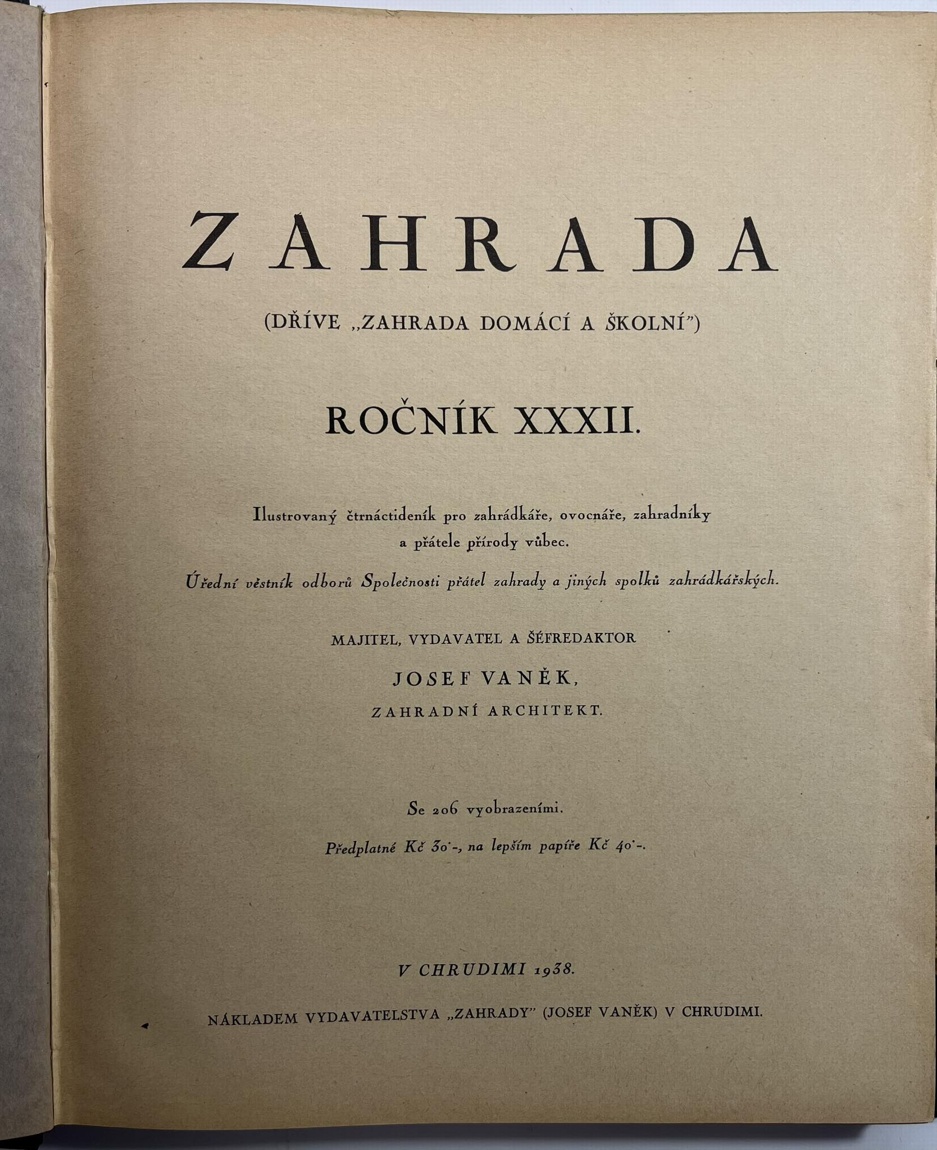 ZAHRADA
(DŘÍVE „ZAHRADA DOMÁCÍ A ŠKOLNÍ”)
ROČNÍK XXXII.
Ilustrovaný čtrnáctideník pro zahrádkáře, ovocnáře, zahradníky
a přátele přírody vůbec.
Úřední věstník odborů Společnosti přátel zahrady a jiných spolků zahrádkářských.
MAJITEL, VYDAVATEL A ŠÉFREDAKTOR
JOSEF VANĚK,
ZAHRADNÍ ARCHITEKT.
Se 206 vyobrazeními.
Předplatné Kč 30·-, na lepším papíře Kč 40·-.
V CHRUDIMI 1938.
NÁKLADEM VYDAVATELSTVA „ZAHRADY” (JOSEF VANĚK) V CHRUDIMI.